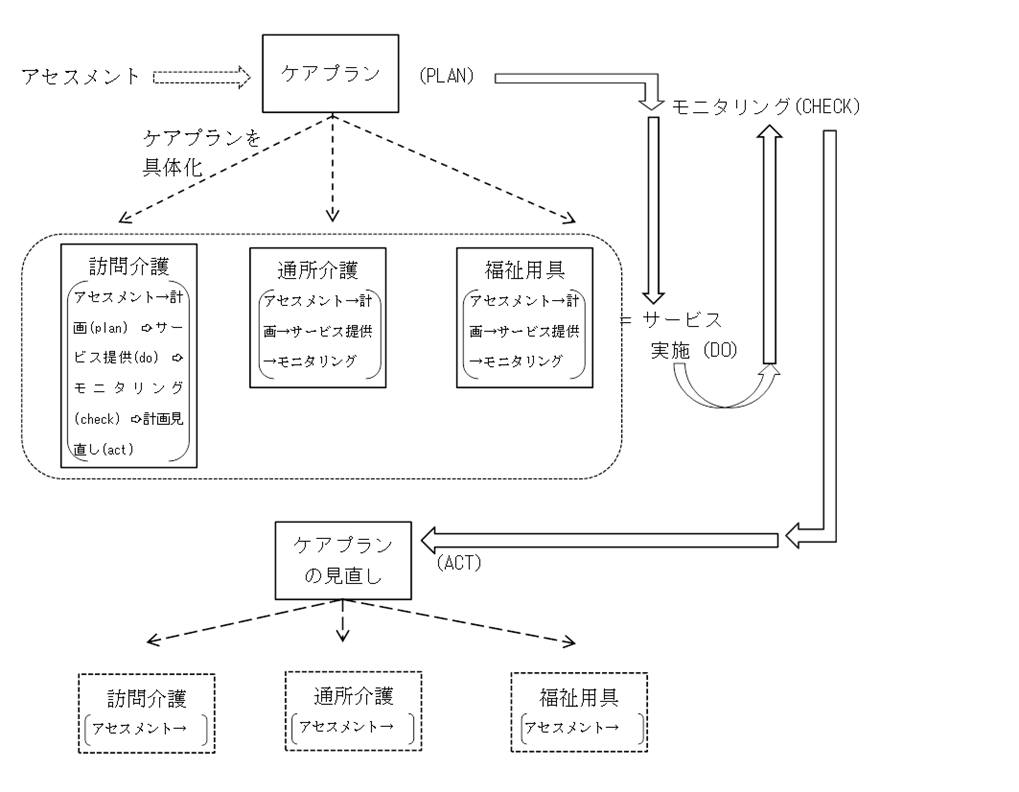 アセスメント
ケアプラン
(PLAN)
モニタリング(CHECK)
ケアプランを
具体化
訪問介護
アセスメント→計
画(plan) ➩サー
ビス提供(do) ➩
モニタリング
(check) ➩計画見
直し(act)
通所介護
アセスメント→計
画→サービス提供
→モニタリング
福祉用具
アセスメント→計
画→サービス提供
→モニタリング
= サービス
実施 (DO)
ケアプラン
の見直し
(ACT)
訪問介護
アセスメント→
通所介護
アセスメント→
福祉用具
アセスメント→